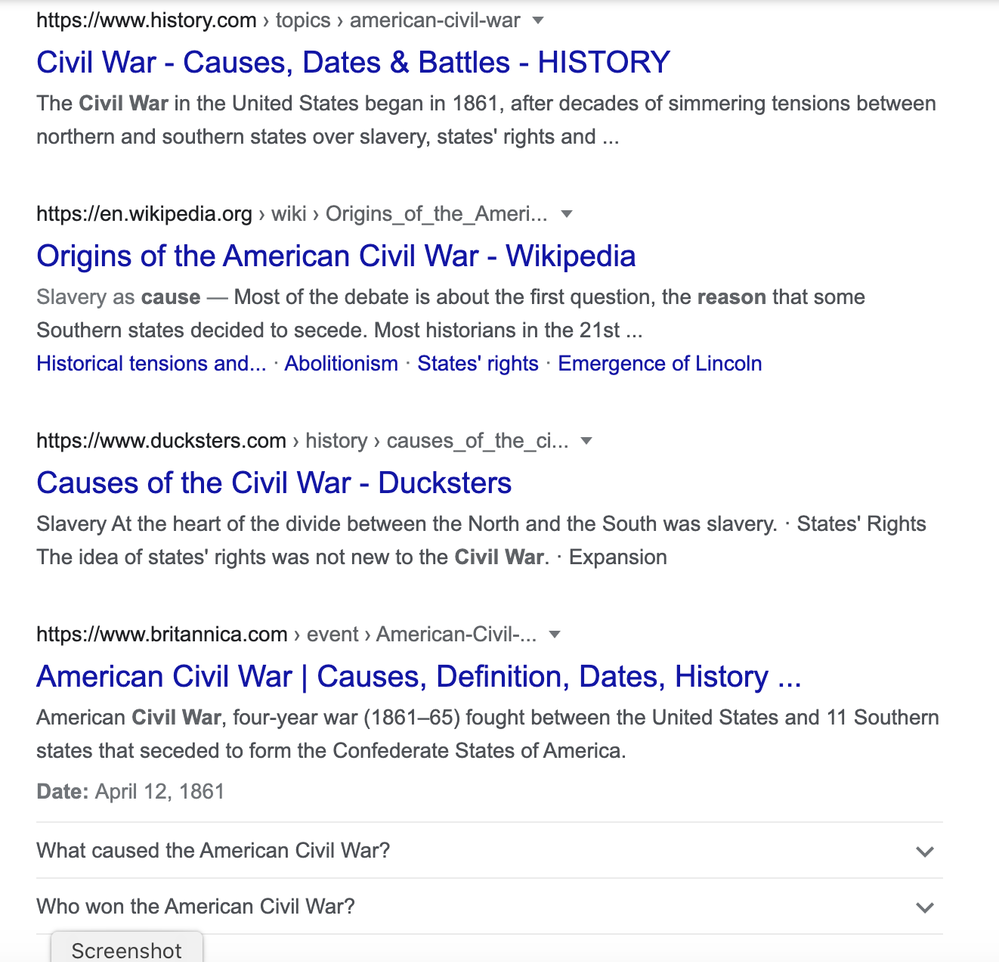 https://www.history.com › topics › american-civil-war
Civil War - Causes, Dates & Battles - HISTORY
The Civil War in the United States began in 1861, after decades of simmering tensions between
northern and southern states over slavery, states' rights and ...
https://en.wikipedia.org › wiki › Origins_of_the_Ameri...
Origins of the American Civil War - Wikipedia
Slavery as cause — Most of the debate is about the first question, the reason that some
Southern states decided to secede. Most historians in the 21st ...
Historical tensions and... · Abolitionism · States' rights · Emergence of Lincoln
https://www.ducksters.com › history › causes_of_the_ci...
Causes of the Civil War - Ducksters
Slavery At the heart of the divide between the North and the South was slavery. · States' Rights
The idea of states' rights was not new to the Civil War. · Expansion
https://www.britannica.com › event › American-Civil-...
American Civil War | Causes, Definition, Dates, History ...
American Civil War, four-year war (1861–65) fought between the United States and 11 Southern
states that seceded to form the Confederate States of America.
Date: April 12, 1861
What caused the American Civil War?
Who won the American Civil War?
Screenshot